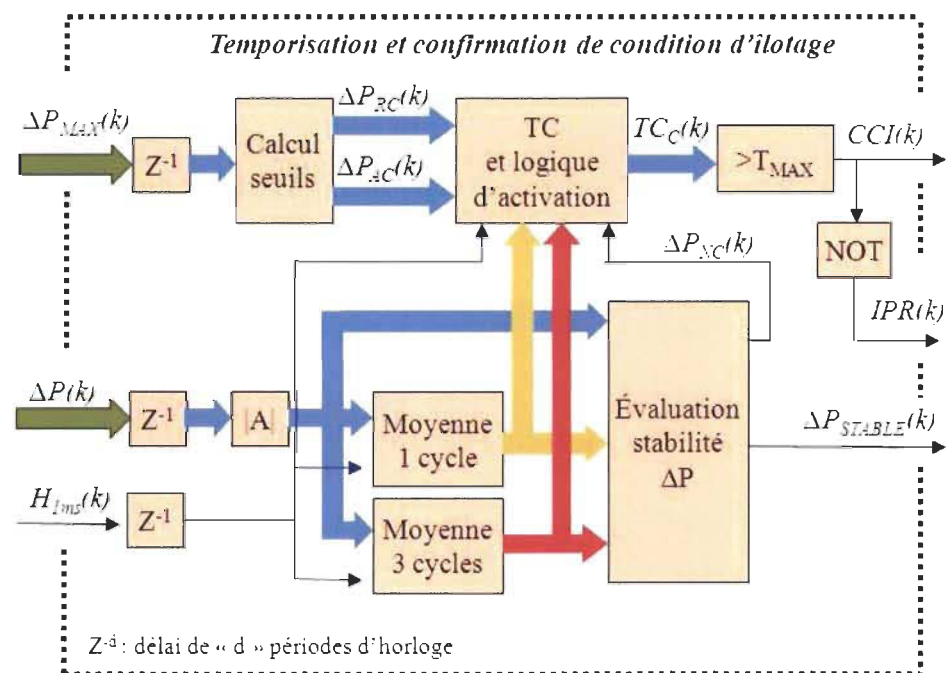 Temporisation et confirmation de condition d'îlotage
ΔP_MAX(k)
Z^-1
Calcul
seuils
ΔP_RC(k)
ΔP_AC(k)
TC
et logique
d'activation
TC_C(k)
>T_MAX
CCI(k)
NOT
IPR(k)
ΔP_NC(k)
ΔP(k)
Z^-1
|A|
Moyenne
1 cycle
Évaluation
stabilité
ΔP
ΔP_STABLE(k)
H_1ms(k)
Z^-1
Moyenne
3 cycles
Z^-d : délai de « d » périodes d'horloge